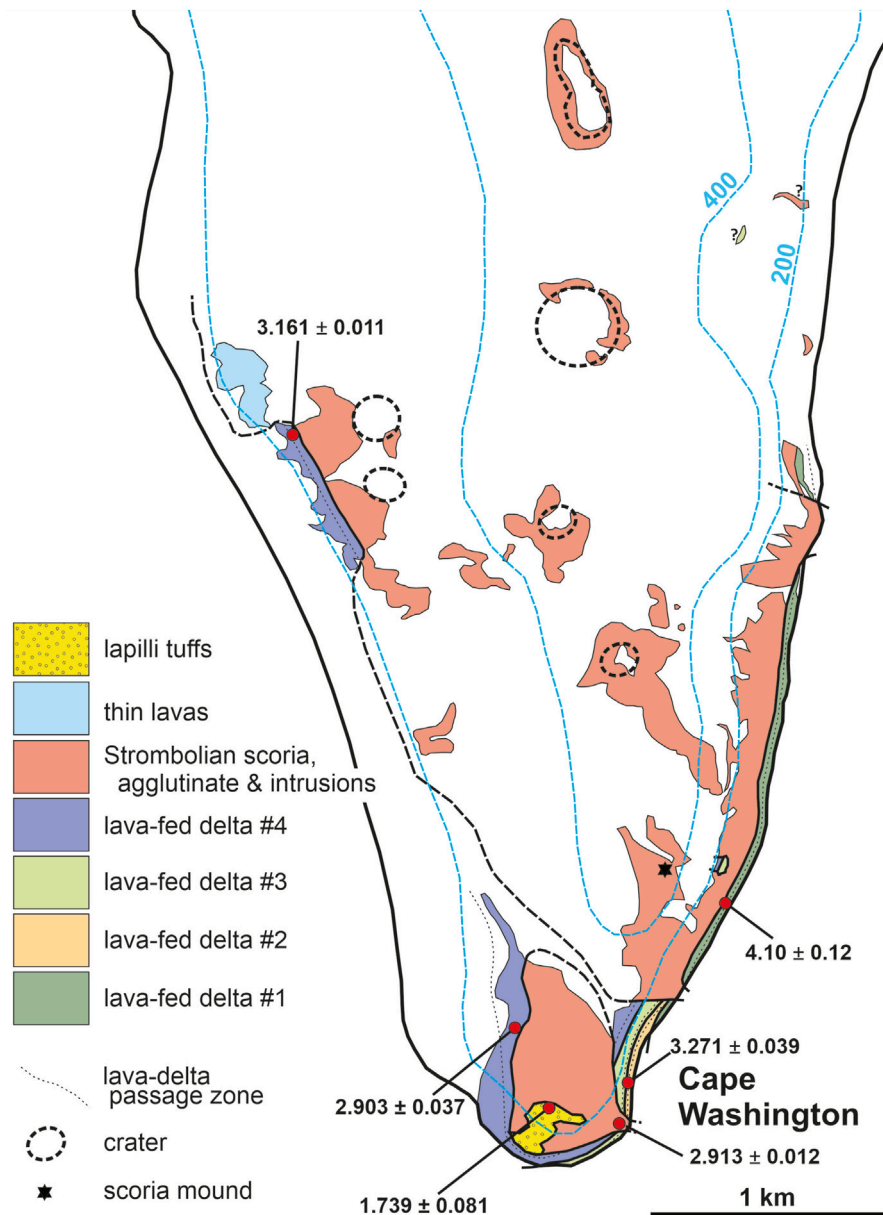 ?
400
?
200
3.161 ± 0.011
lapilli tuffs
thin lavas
Strombolian scoria,
agglutinate & intrusions
lava-fed delta #4
lava-fed delta #3
lava-fed delta #2
lava-fed delta #1
4.10 ± 0.12
3.271 ± 0.039
Cape
Washington
lava-delta
passage zone
2.903 ± 0.037
crater
2.913 ± 0.012
scoria mound
1.739 ± 0.081
1 km